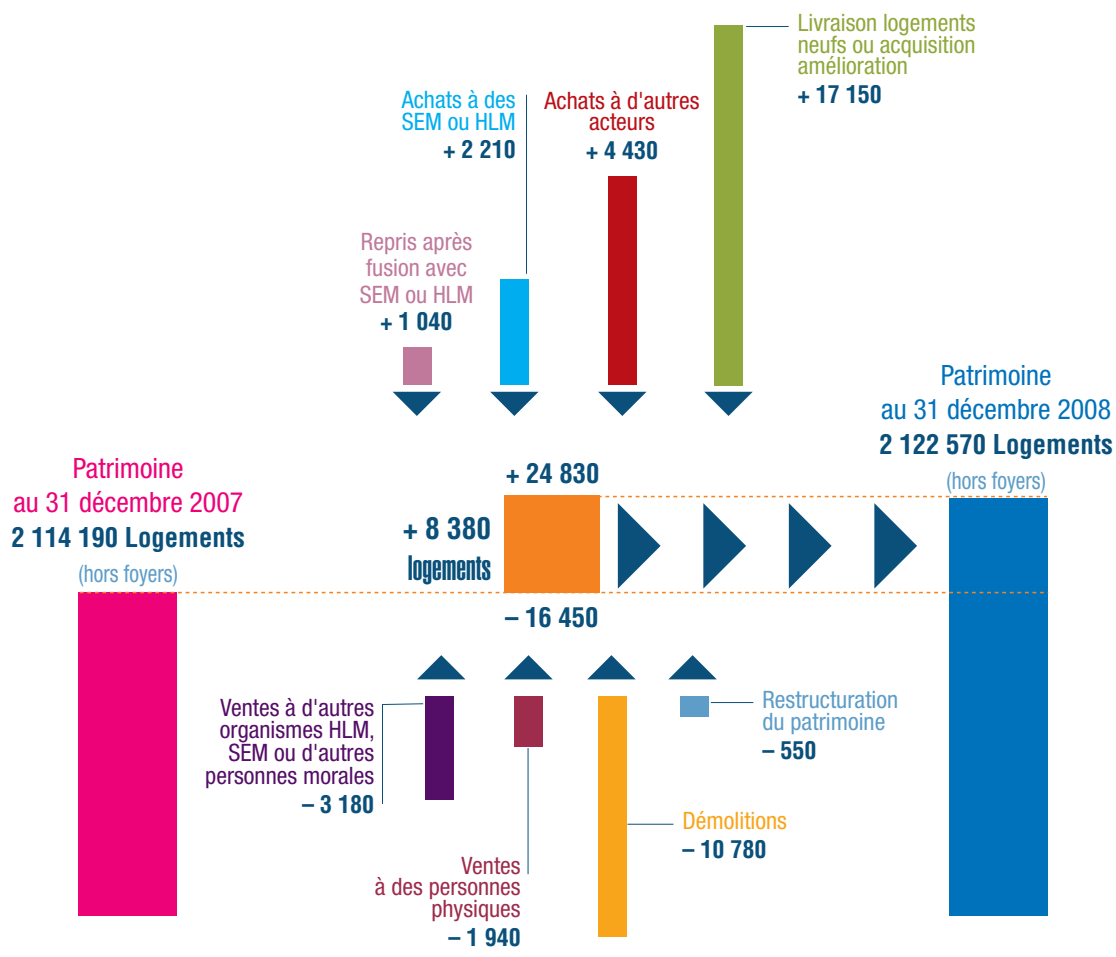 Livraison logements
neufs ou acquisition
amélioration
+ 17 150
Achats à des
SEM ou HLM
+ 2 210
Achats à d'autres
acteurs
+ 4 430
Repris après
fusion avec
SEM ou HLM
+ 1 040
Patrimoine
au 31 décembre 2008
2 122 570 Logements
(hors foyers)
Patrimoine
au 31 décembre 2007
2 114 190 Logements
(hors foyers)
+ 24 830
+ 8 380
logements
– 16 450
Ventes à d'autres
organismes HLM,
SEM ou d'autres
personnes morales
– 3 180
Ventes
à des personnes
physiques
– 1 940
Démolitions
– 10 780
Restructuration
du patrimoine
– 550